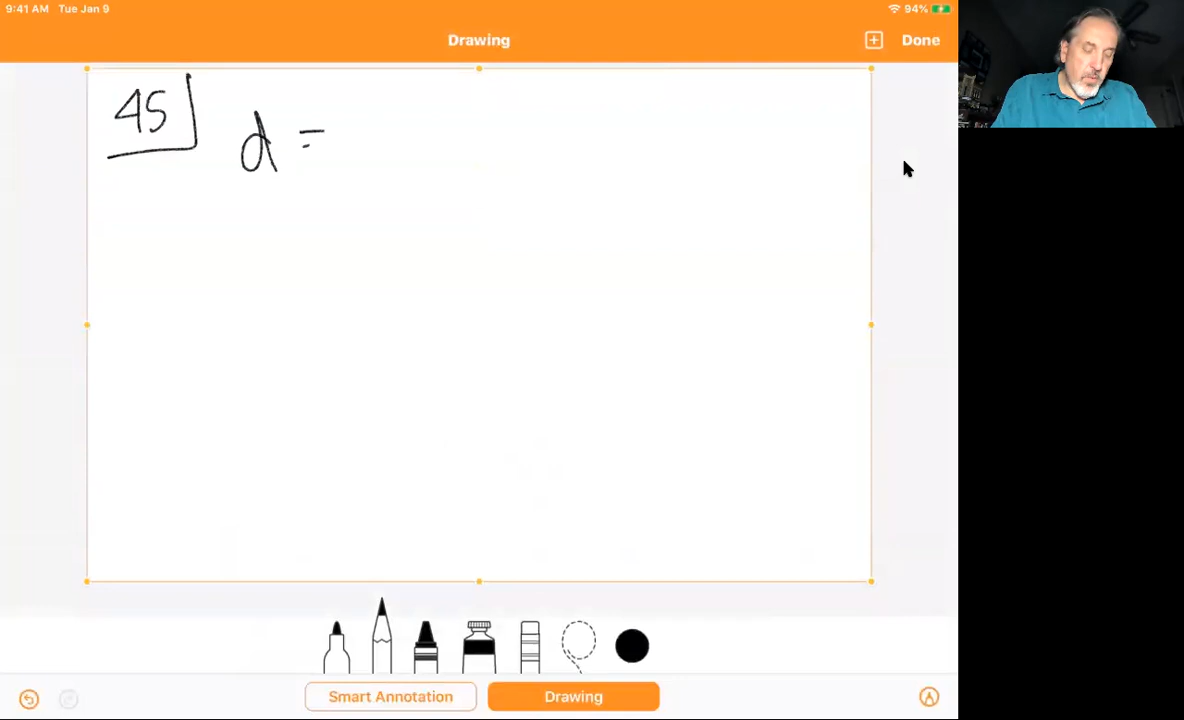 9:41 AM Tue Jan 9 94%
Drawing Done
45 d =
Smart Annotation Drawing